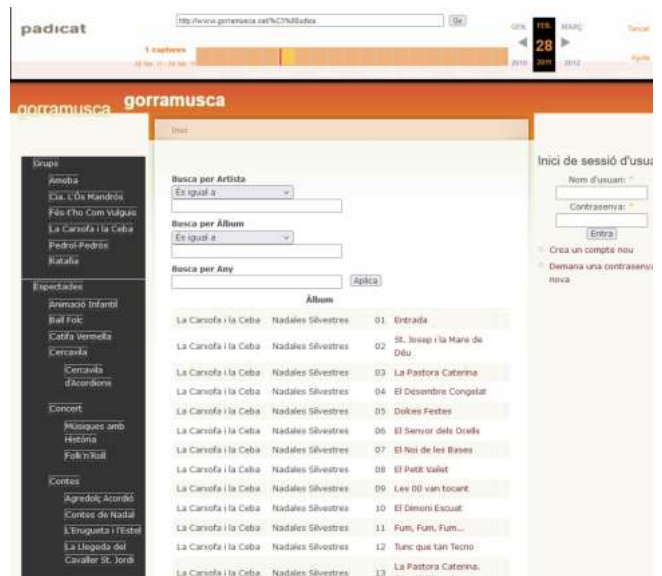 padicat
http://www.gorramusca.cat/%C3%80udios
Go
1 captures
28 feb. 11 - 28 feb. 11
GEN. FEB. MARÇ
28
2010 2011 2012
Tancar
Ajuda
gorramusca gorramusca
Inici
Grups
Ameba
Cia. L'Òs Mandrós
Fés-t'ho Com Vulguis
La Carxofa i la Ceba
Pedrol-Pedrós
Ratafia
Espectacles
Animació Infantil
Ball Folc
Catifa Vermella
Cercavila
Cercavila
d'Acordions
Concert
Músiques amb
Història
Folk'n'Roll
Contes
Agredolç Acordió
Contes de Nadal
L'Erugueta i l'Estel
La Llegeda del
Cavaller St. Jordi
Busca per Artista
És igual a
Busca per Àlbum
És igual a
Busca per Any
Aplica
Àlbum
La Carxofa i la Ceba Nadales Silvestres 01 Entrada
La Carxofa i la Ceba Nadales Silvestres 02 St. Josep i la Mare de
Déu
La Carxofa i la Ceba Nadales Silvestres 03 La Pastora Caterina
La Carxofa i la Ceba Nadales Silvestres 04 El Desembre Congelat
La Carxofa i la Ceba Nadales Silvestres 05 Dolces Festes
La Carxofa i la Ceba Nadales Silvestres 06 El Senyor dels Ocells
La Carxofa i la Ceba Nadales Silvestres 07 El Noi de les Bases
La Carxofa i la Ceba Nadales Silvestres 08 El Petit Vailet
La Carxofa i la Ceba Nadales Silvestres 09 Les 00 van tocant
La Carxofa i la Ceba Nadales Silvestres 10 El Dimoni Escuat
La Carxofa i la Ceba Nadales Silvestres 11 Fum, Fum, Fum...
La Carxofa i la Ceba Nadales Silvestres 12 Tunc que tan Tecno
La Carxofa i la Ceba Nadales Silvestres 13 La Pastora Caterina.
Inici de sessió d'usua
Nom d'usuari: *
Contrasenya: *
Entra
Crea un compte nou
Demana una contrasenya
nova